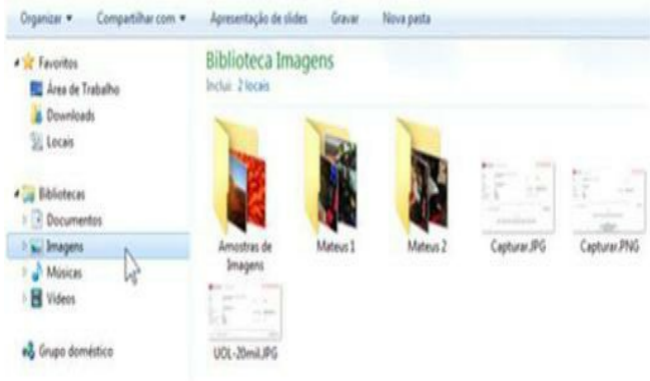 Organizar Compartilhar com Apresentação de slides Gravar Nova pasta
Favoritos
Área de Trabalho
Downloads
Locais
Bibliotecas
Documentos
Imagens
Músicas
Vídeos
Grupo doméstico
Biblioteca Imagens
Inclui: 2 locais
Amostras de
Imagens
Mateus 1
Mateus 2
Capturar.JPG
Capturar.PNG
UOL-20mil.JPG